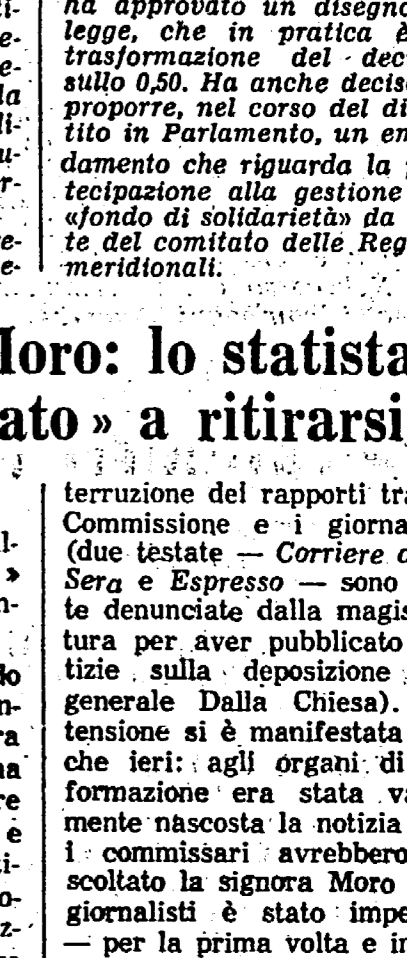 ha approvato un disegno
legge, che in pratica è
trasformazione del dec
sullo 0,50. Ha anche decis
proporre, nel corso del di
tito in Parlamento, un en
damento che riguarda la
tecipazione alla gestione
«fondo di solidarietà» da
te del comitato delle Reg
meridionali.
Moro: lo statista
ato» a ritirarsi
terruzione dei rapporti tra
Commissione e i giorna
(due testate — Corriere d
Sera e Espresso — sono
te denunciate dalla magis
tura per aver pubblicato
tizie sulla deposizione
generale Dalla Chiesa).
tensione si è manifestata
che ieri: agli organi di
formazione era stata va
mente nascosta la notizia
i commissari avrebbero
scoltato la signora Moro
giornalisti è stato impe
— per la prima volta e in